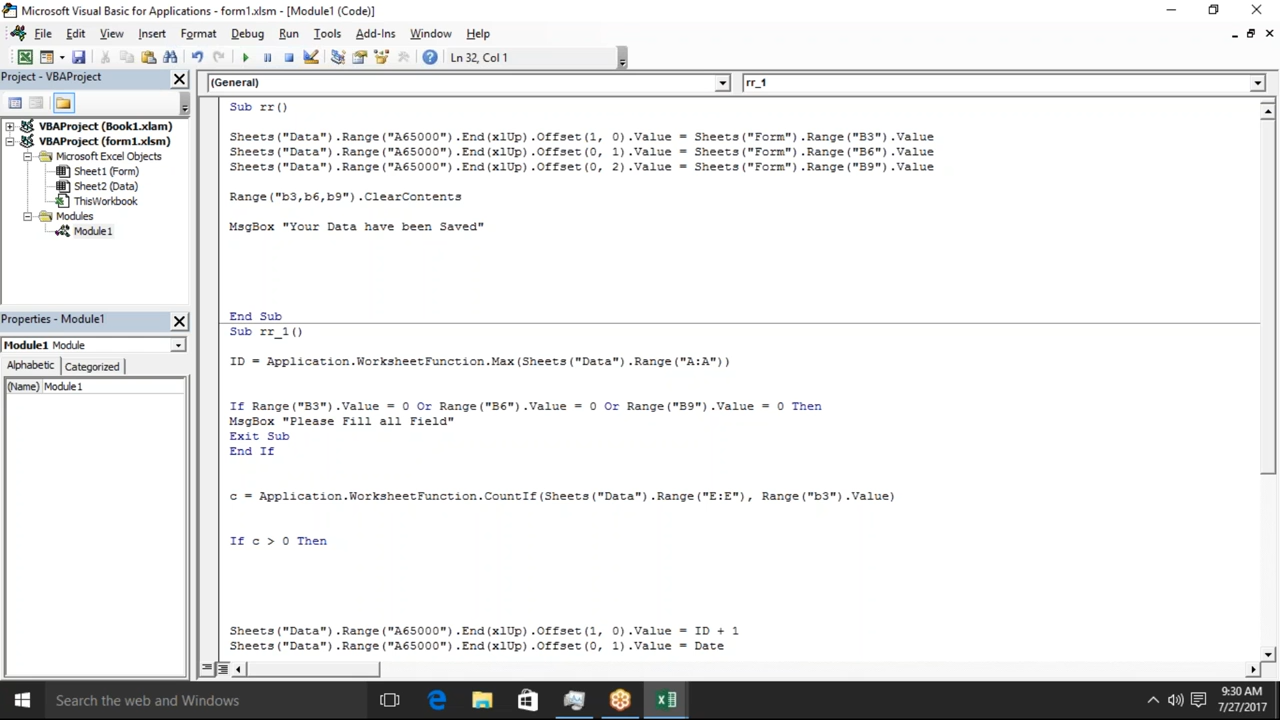 Microsoft Visual Basic for Applications - form1.xlsm - [Module1 (Code)]
File Edit View Insert Format Debug Run Tools Add-Ins Window Help
Ln 32, Col 1
Project - VBAProject
(General)
rr_1
VBAProject (Book1.xlam)
VBAProject (form1.xlsm)
Microsoft Excel Objects
Sheet1 (Form)
Sheet2 (Data)
ThisWorkbook
Modules
Module1
Properties - Module1
Module1 Module
Alphabetic Categorized
(Name) Module1
Sub rr()
Sheets("Data").Range("A65000").End(xlUp).Offset(1, 0).Value = Sheets("Form").Range("B3").Value
Sheets("Data").Range("A65000").End(xlUp).Offset(0, 1).Value = Sheets("Form").Range("B6").Value
Sheets("Data").Range("A65000").End(xlUp).Offset(0, 2).Value = Sheets("Form").Range("B9").Value
Range("b3,b6,b9").ClearContents
MsgBox "Your Data have been Saved"
End Sub
Sub rr_1()
ID = Application.WorksheetFunction.Max(Sheets("Data").Range("A:A"))
If Range("B3").Value = 0 Or Range("B6").Value = 0 Or Range("B9").Value = 0 Then
MsgBox "Please Fill all Field"
Exit Sub
End If
c = Application.WorksheetFunction.CountIf(Sheets("Data").Range("E:E"), Range("b3").Value)
If c > 0 Then
Sheets("Data").Range("A65000").End(xlUp).Offset(1, 0).Value = ID + 1
Sheets("Data").Range("A65000").End(xlUp).Offset(0, 1).Value = Date
Search the web and Windows
9:30 AM
7/27/2017